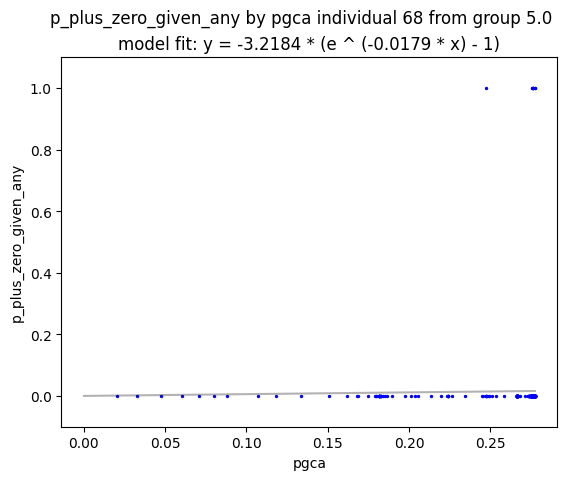 p_plus_zero_given_any by pgca individual 68 from group 5.0
model fit: y = -3.2184 * (e ^ (-0.0179 * x) - 1)
1.0
0.8
0.6
0.4
0.2
0.0
p_plus_zero_given_any
0.00 0.05 0.10 0.15 0.20 0.25
pgca